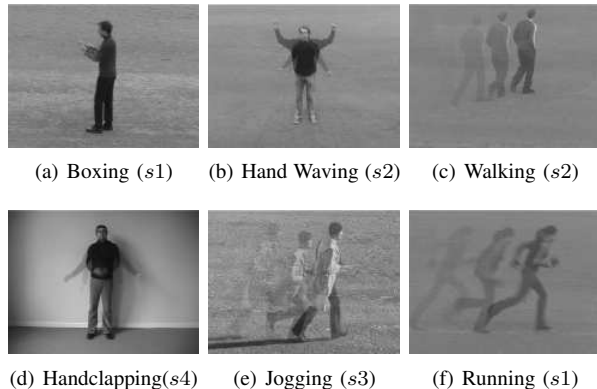 (a) Boxing (s1)
(b) Hand Waving (s2)
(c) Walking (s2)
(d) Handclapping(s4)
(e) Jogging (s3)
(f) Running (s1)